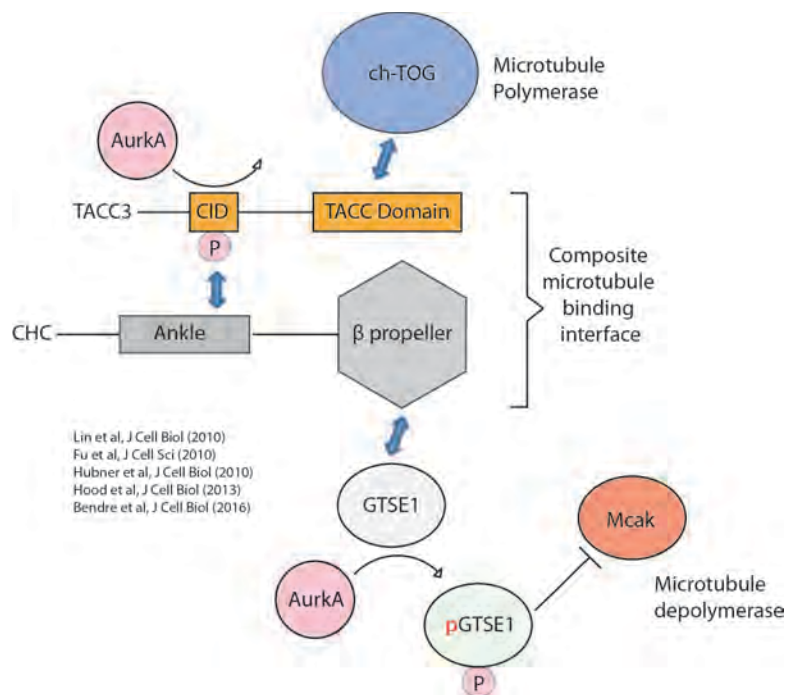 ch-TOG
Microtubule
Polymerase
AurkA
TACC3
CID
TACC Domain
P
Composite
microtubule
binding
interface
CHC
Ankle
β propeller
Lin et al, J Cell Biol (2010)
Fu et al, J Cell Sci (2010)
Hubner et al, J Cell Biol (2010)
Hood et al, J Cell Biol (2013)
Bendre et al, J Cell Biol (2016)
GTSE1
Mcak
AurkA
Microtubule
depolymerase
pGTSE1
P